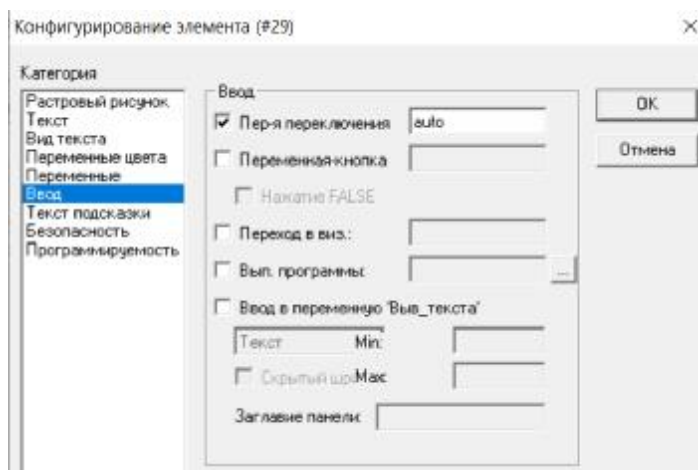 Конфигурирование элемента (#29)
Категория
Растровый рисунок
Текст
Вид текста
Переменные цвета
Переменные
Ввод
Текст подсказки
Безопасность
Программируемость
Ввод
Пер-я переключения auto
Переменная-кнопка
Нажатие FALSE
Переход в виз.:
Вып. программы: ...
Ввод в переменную 'Выв_текста'
Текст Min:
Скрытый Max:
Заглавие панели:
OK
Отмена